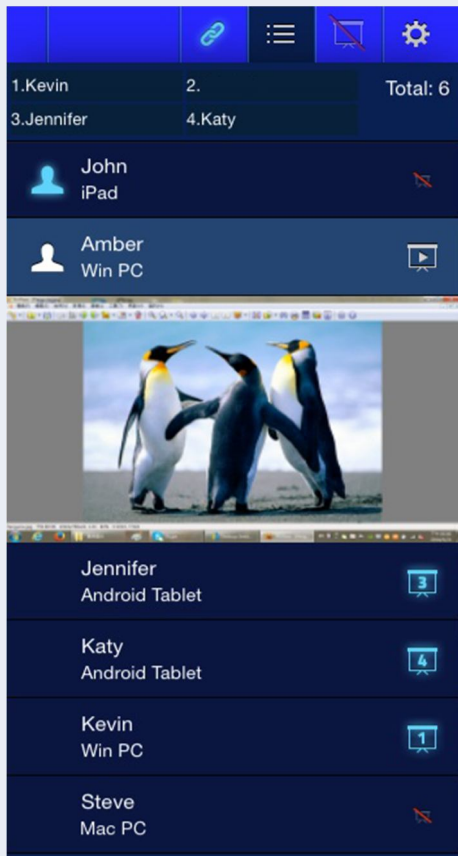 1.Kevin 2. Total: 6
3.Jennifer 4.Katy
John
iPad
Amber
Win PC
Jennifer
Android Tablet
3
Katy
Android Tablet
4
Kevin
Win PC
1
Steve
Mac PC